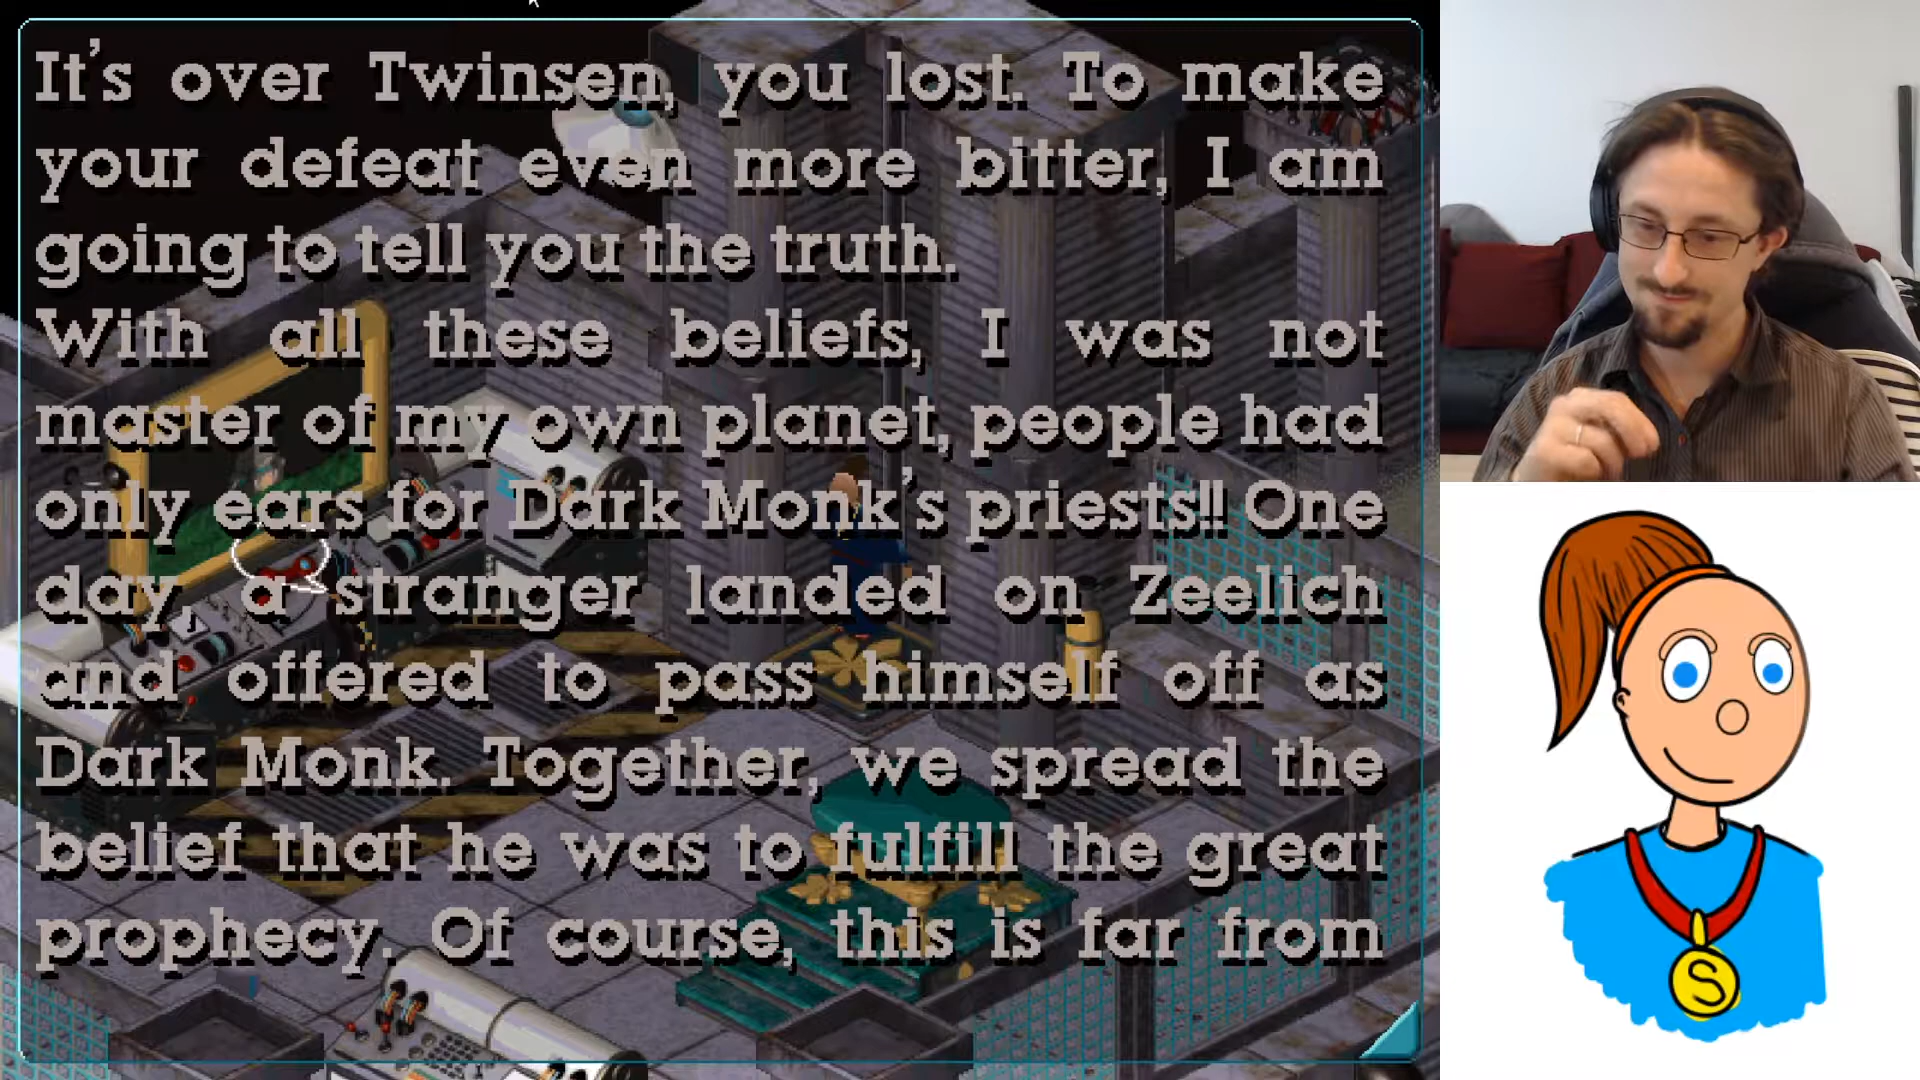 It's over Twinsen, you lost. To make
your defeat even more bitter, I am
going to tell you the truth.
With all these beliefs, I was not
master of my own planet, people had
only ears for Dark Monk's priests!! One
day, a stranger landed on Zeelich
and offered to pass himself off as
Dark Monk. Together, we spread the
belief that he was to fulfill the great
prophecy. Of course, this is far from
S